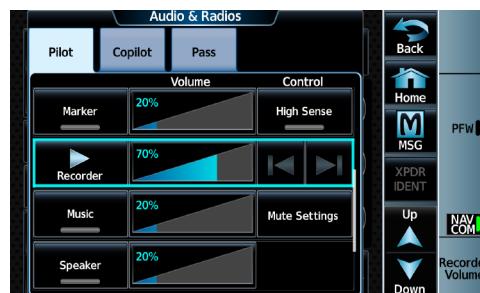 Audio & Radios
Pilot
Copilot
Pass
Volume
Control
Marker
20%
High Sense
Recorder
70%
Music
20%
Mute Settings
Speaker
20%
Back
Home
M
MSG
XPDR
IDENT
Up
Down
PFW
NAV
COM
Volume